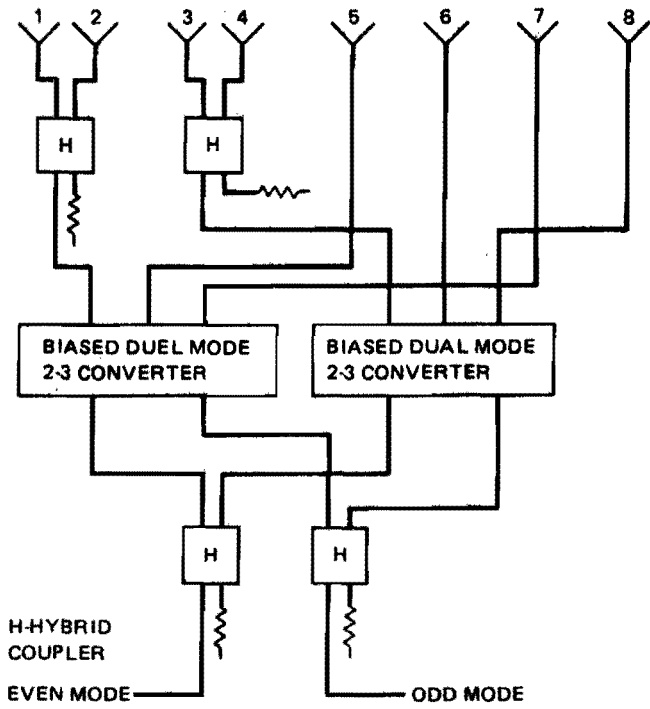 1 2 3 4 5 6 7 8
H H
BIASED DUEL MODE
2-3 CONVERTER
BIASED DUAL MODE
2-3 CONVERTER
H H
H-HYBRID
COUPLER
EVEN MODE
ODD MODE